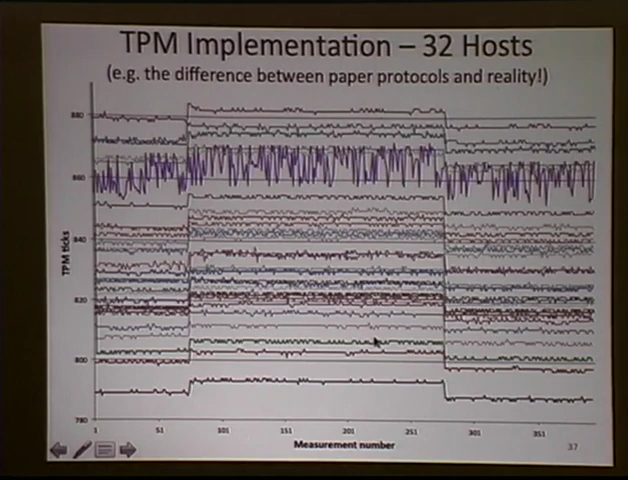 TPM Implementation – 32 Hosts
(e.g. the difference between paper protocols and reality!)
880
860
840
820
800
780
TPM ticks
1 51 101 151 201 251 301 351
Measurement number
37